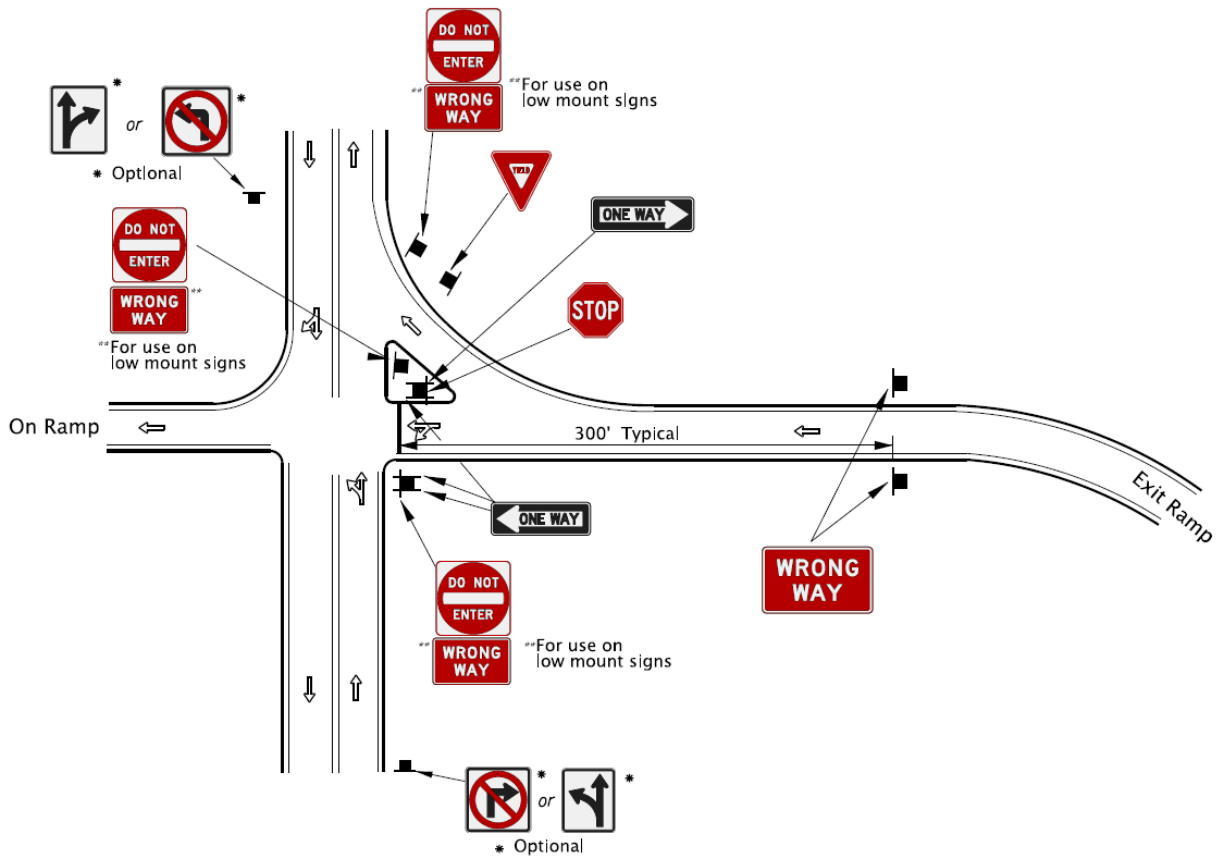 DO NOT
ENTER
**
WRONG
WAY
**For use on
low mount signs
*
or
*
* Optional
YIELD
ONE WAY
DO NOT
ENTER
WRONG
WAY
**
**For use on
low mount signs
STOP
On Ramp
300' Typical
Exit Ramp
ONE WAY
WRONG
WAY
DO NOT
ENTER
**
WRONG
WAY
**For use on
low mount signs
*
or
*
* Optional